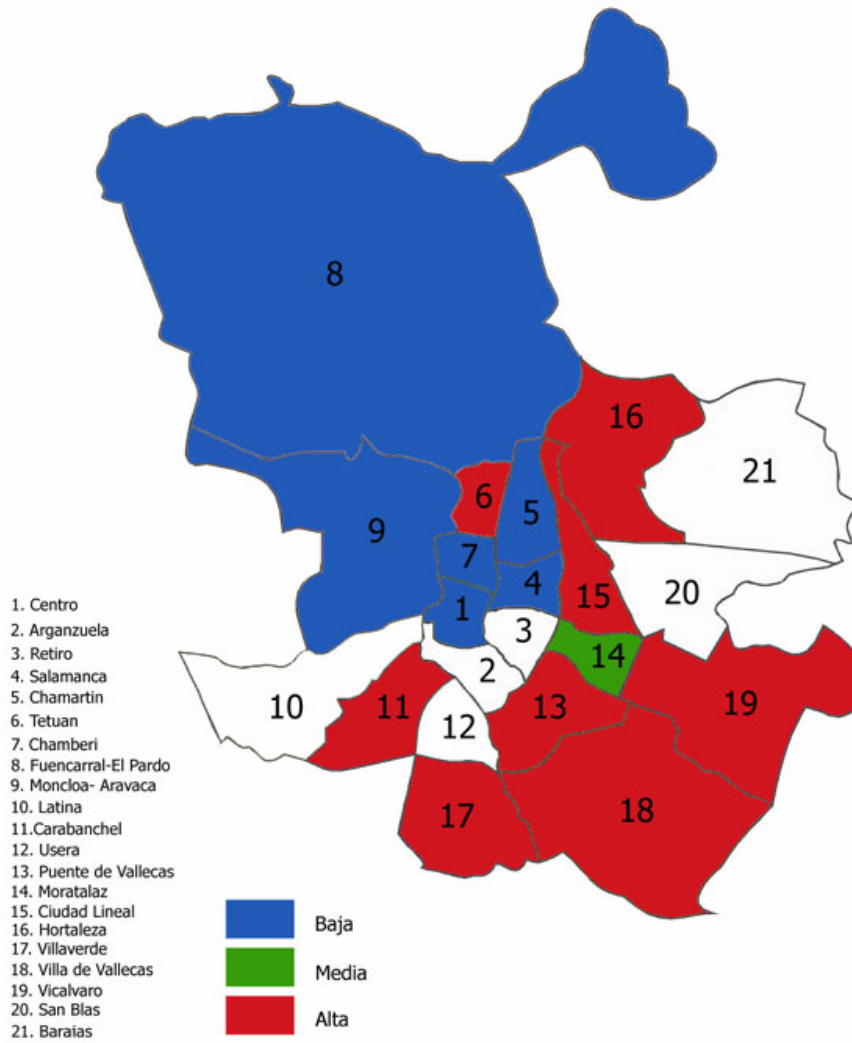 8
16
21
6
5
9
7
4
20
1
15
3
14
2
10
11
19
13
12
18
17
1. Centro
2. Arganzuela
3. Retiro
4. Salamanca
5. Chamartin
6. Tetuan
7. Chamberi
8. Fuencarral-El Pardo
9. Moncloa- Aravaca
10. Latina
11.Carabanchel
12. Usera
13. Puente de Vallecas
14. Moratalaz
15. Ciudad Lineal
16. Hortaleza
17. Villaverde
18. Villa de Vallecas
19. Vicalvaro
20. San Blas
21. Barajas
Baja
Media
Alta